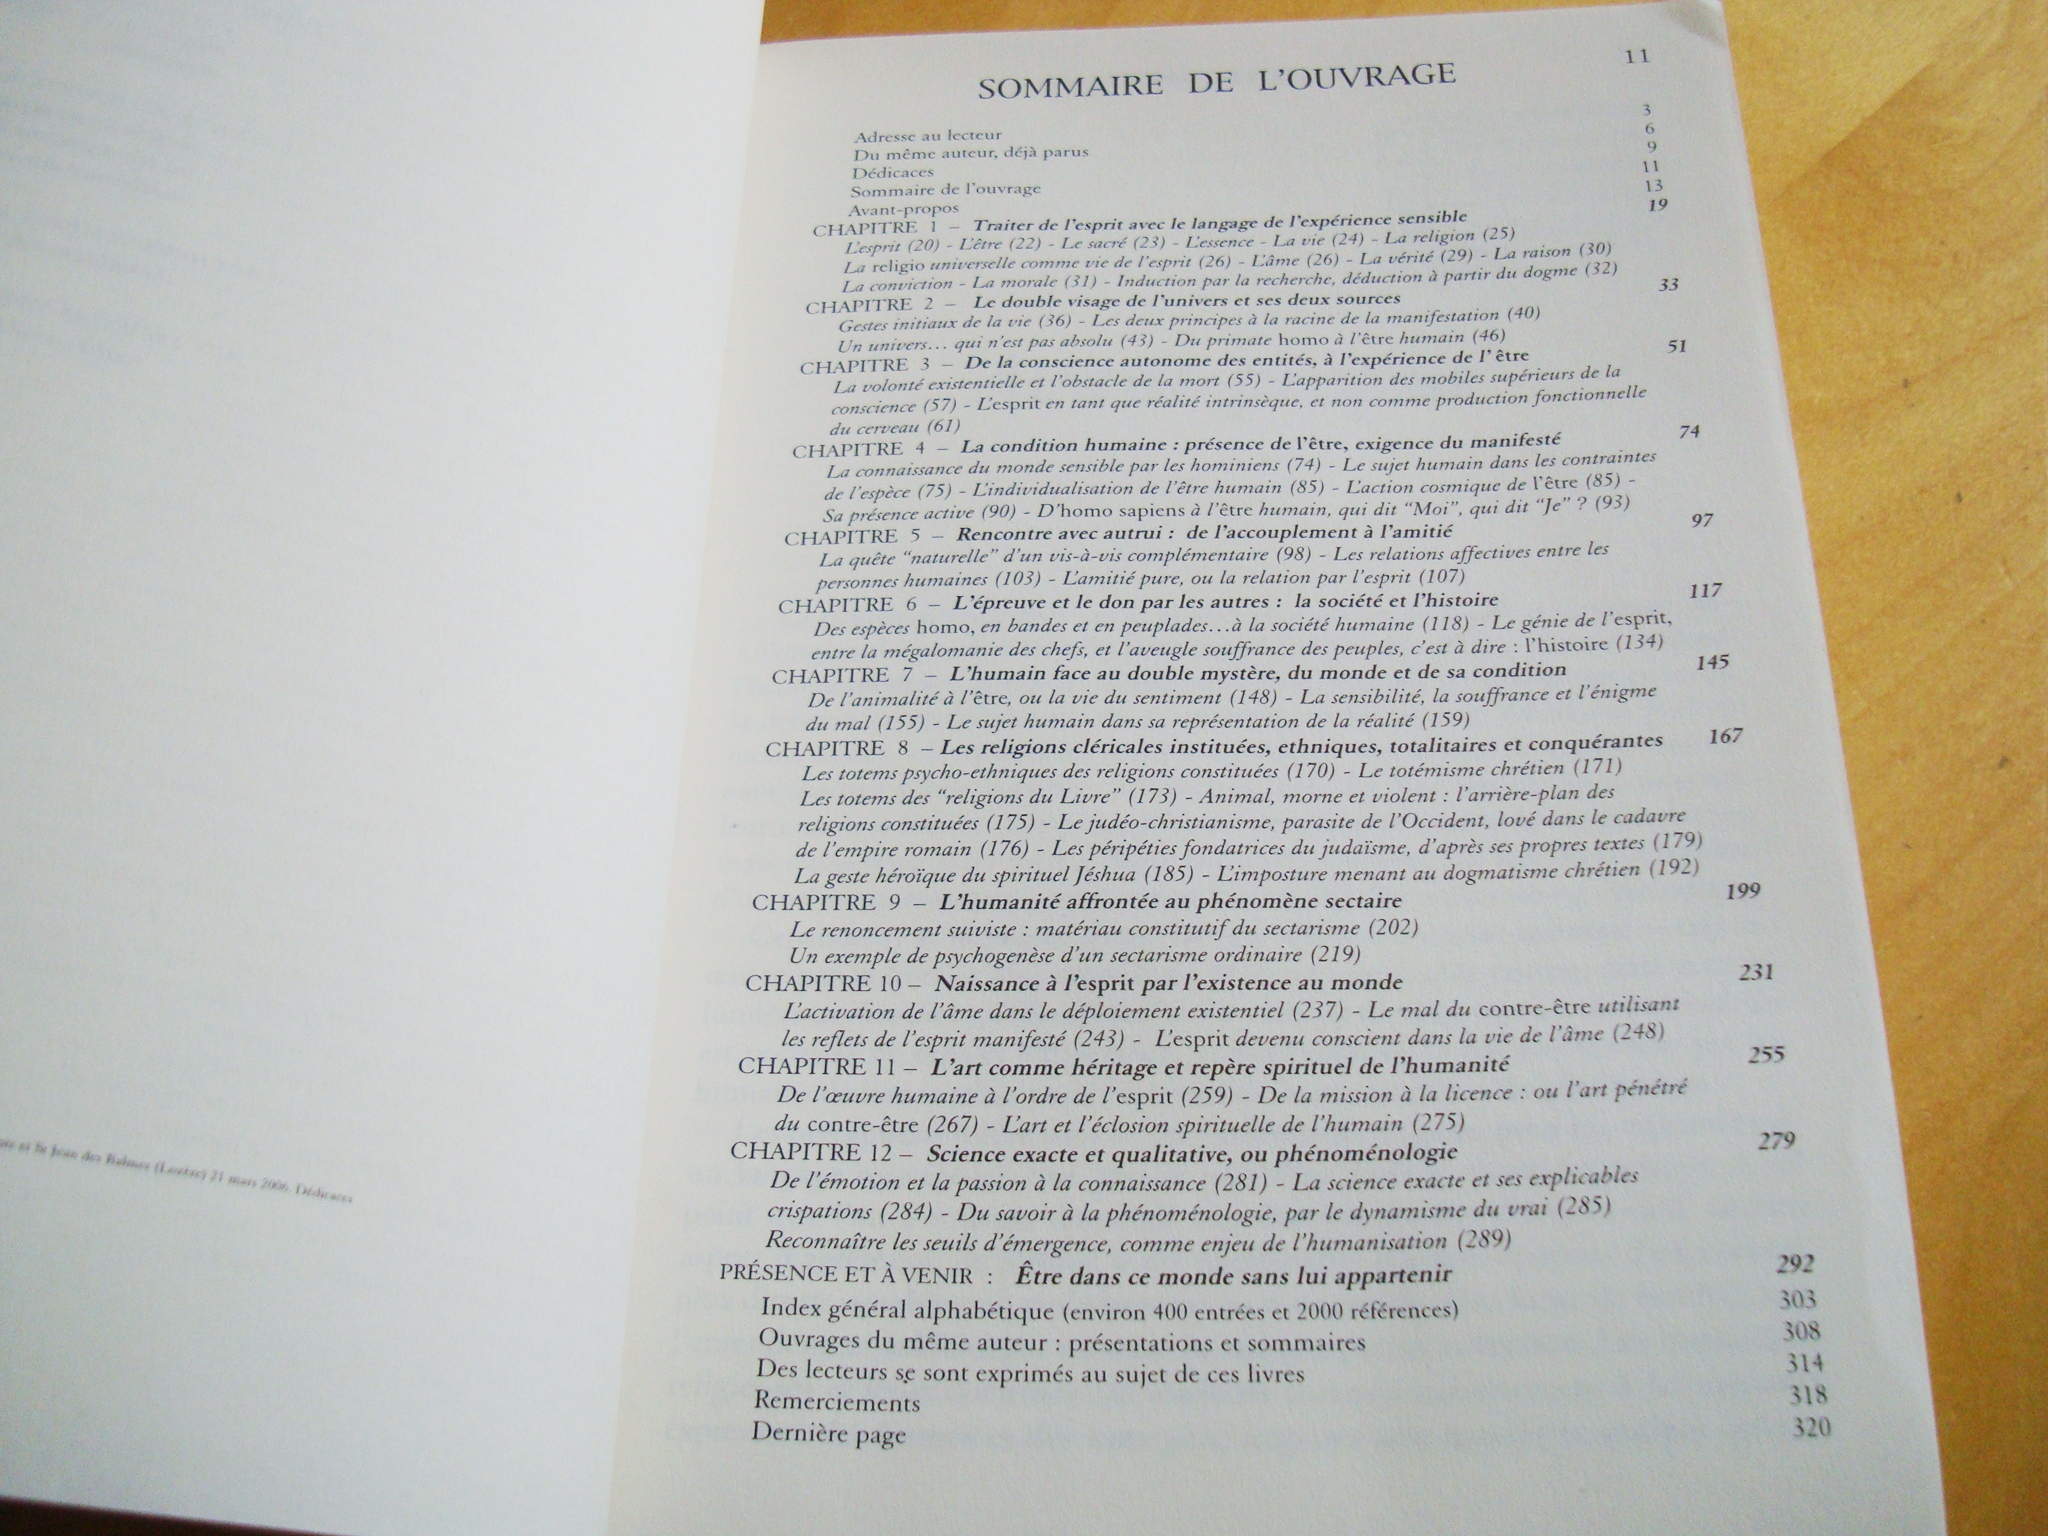 11
SOMMAIRE DE L'OUVRAGE
Adresse au lecteur 3
Du même auteur, déjà parus 6
Dédicaces 9
Sommaire de l'ouvrage 11
Avant-propos 13
CHAPITRE 1 – Traiter de l'esprit avec le langage de l'expérience sensible 19
L'esprit (20) - L'être (22) - Le sacré (23) - L'essence - La vie (24) - La religion (25)
La religio universelle comme vie de l'esprit (26) - L'âme (26) - La vérité (29) - La raison (30)
La conviction - La morale (31) - Induction par la recherche, déduction à partir du dogme (32)
CHAPITRE 2 – Le double visage de l'univers et ses deux sources 33
Gestes initiaux de la vie (36) - Les deux principes à la racine de la manifestation (40)
Un univers... qui n'est pas absolu (43) - Du primate homo à l'être humain (46)
CHAPITRE 3 – De la conscience autonome des entités, à l'expérience de l' être 51
La volonté existentielle et l'obstacle de la mort (55) - L'apparition des mobiles supérieurs de la
conscience (57) - L'esprit en tant que réalité intrinsèque, et non comme production fonctionnelle
du cerveau (61)
CHAPITRE 4 – La condition humaine : présence de l'être, exigence du manifesté 74
La connaissance du monde sensible par les hominiens (74) - Le sujet humain dans les contraintes
de l'espèce (75) - L'individualisation de l'être humain (85) - L'action cosmique de l'être (85) -
Sa présence active (90) - D'homo sapiens à l'être humain, qui dit "Moi", qui dit "Je" ? (93)
CHAPITRE 5 – Rencontre avec autrui : de l'accouplement à l'amitié 97
La quête "naturelle" d'un vis-à-vis complémentaire (98) - Les relations affectives entre les
personnes humaines (103) - L'amitié pure, ou la relation par l'esprit (107)
CHAPITRE 6 – L'épreuve et le don par les autres : la société et l'histoire 117
Des espèces homo, en bandes et en peuplades...à la société humaine (118) - Le génie de l'esprit,
entre la mégalomanie des chefs, et l'aveugle souffrance des peuples, c'est à dire : l'histoire (134)
CHAPITRE 7 – L'humain face au double mystère, du monde et de sa condition 145
De l'animalité à l'être, ou la vie du sentiment (148) - La sensibilité, la souffrance et l'énigme
du mal (155) - Le sujet humain dans sa représentation de la réalité (159)
CHAPITRE 8 – Les religions cléricales instituées, ethniques, totalitaires et conquérantes 167
Les totems psycho-ethniques des religions constituées (170) - Le totémisme chrétien (171)
Les totems des "religions du Livre" (173) - Animal, morne et violent : l'arrière-plan des
religions constituées (175) - Le judéo-christianisme, parasite de l'Occident, lové dans le cadavre
de l'empire romain (176) - Les péripéties fondatrices du judaïsme, d'après ses propres textes (179)
La geste héroïque du spirituel Jéshua (185) - L'imposture menant au dogmatisme chrétien (192)
CHAPITRE 9 – L'humanité affrontée au phénomène sectaire 199
Le renoncement suiviste : matériau constitutif du sectarisme (202)
Un exemple de psychogenèse d'un sectarisme ordinaire (219)
CHAPITRE 10 – Naissance à l'esprit par l'existence au monde 231
L'activation de l'âme dans le déploiement existentiel (237) - Le mal du contre-être utilisant
les reflets de l'esprit manifesté (243) - L'esprit devenu conscient dans la vie de l'âme (248)
CHAPITRE 11 – L'art comme héritage et repère spirituel de l'humanité 255
De l'œuvre humaine à l'ordre de l'esprit (259) - De la mission à la licence : ou l'art pénétré
du contre-être (267) - L'art et l'éclosion spirituelle de l'humain (275)
CHAPITRE 12 – Science exacte et qualitative, ou phénoménologie 279
De l'émotion et la passion à la connaissance (281) - La science exacte et ses explicables
crispations (284) - Du savoir à la phénoménologie, par le dynamisme du vrai (285)
Reconnaître les seuils d'émergence, comme enjeu de l'humanisation (289)
PRÉSENCE ET À VENIR : Être dans ce monde sans lui appartenir 292
Index général alphabétique (environ 400 entrées et 2000 références) 303
Ouvrages du même auteur : présentations et sommaires 308
Des lecteurs se sont exprimés au sujet de ces livres 314
Remerciements 318
Dernière page 320
et St Jean des Balmes 21 mars 2006. Dédicaces